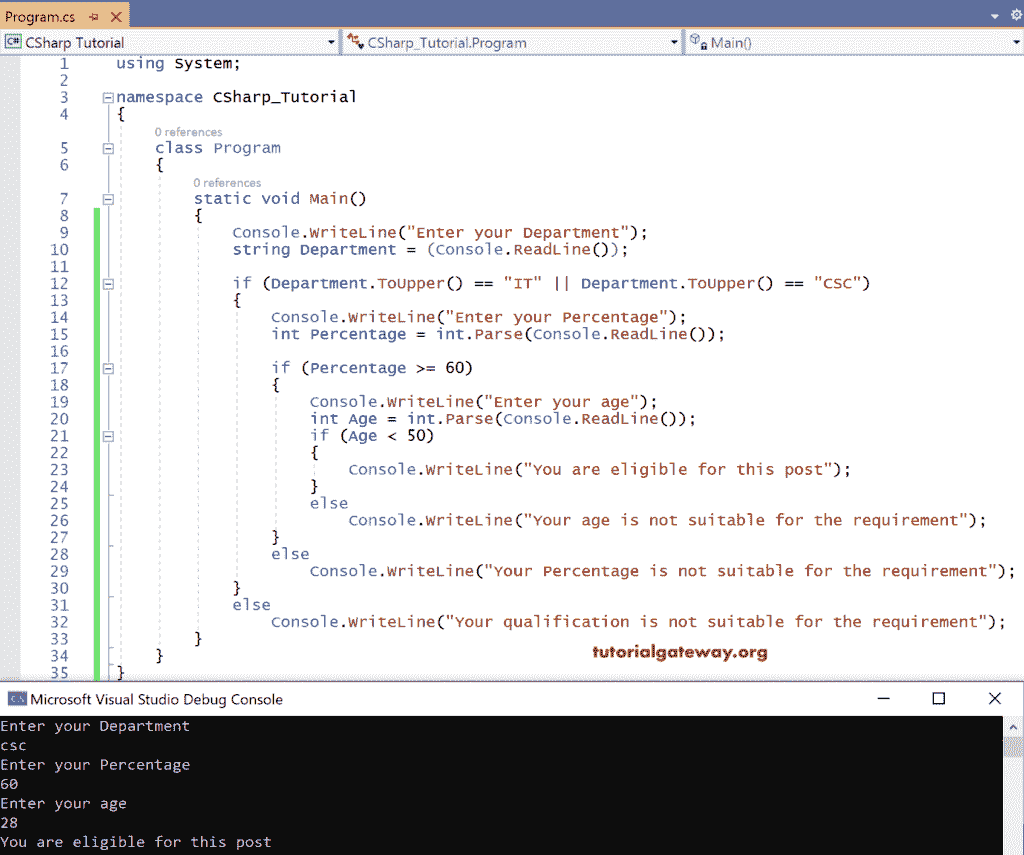 Program.cs
C# CSharp Tutorial CSharp_Tutorial.Program Main()
1 using System;
2
3 namespace CSharp_Tutorial
4 {
0 references
5 class Program
6 {
0 references
7 static void Main()
8 {
9 Console.WriteLine("Enter your Department");
10 string Department = (Console.ReadLine());
11
12 if (Department.ToUpper() == "IT" || Department.ToUpper() == "CSC")
13 {
14 Console.WriteLine("Enter your Percentage");
15 int Percentage = int.Parse(Console.ReadLine());
16
17 if (Percentage >= 60)
18 {
19 Console.WriteLine("Enter your age");
20 int Age = int.Parse(Console.ReadLine());
21 if (Age < 50)
22 {
23 Console.WriteLine("You are eligible for this post");
24 }
25 else
26 Console.WriteLine("Your age is not suitable for the requirement");
27 }
28 else
29 Console.WriteLine("Your Percentage is not suitable for the requirement");
30 }
31 else
32 Console.WriteLine("Your qualification is not suitable for the requirement");
33 }
34 }
35 }
tutorialgateway.org
Microsoft Visual Studio Debug Console
Enter your Department
csc
Enter your Percentage
60
Enter your age
28
You are eligible for this post